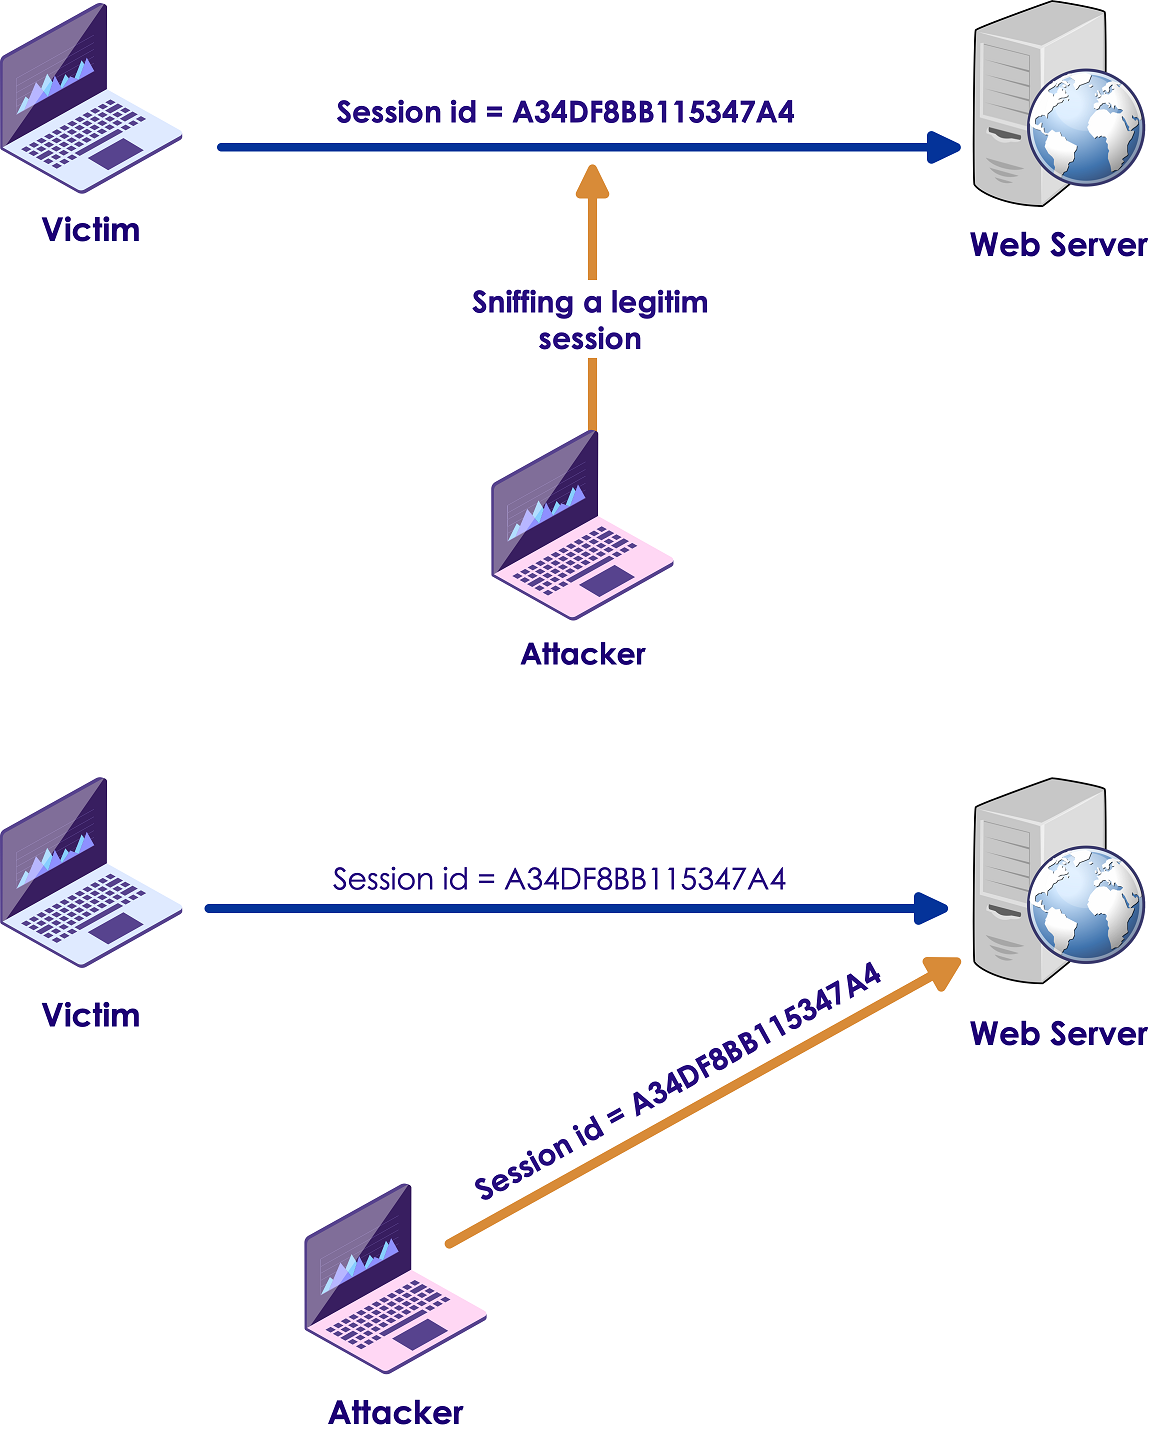 Session id = A34DF8BB115347A4
Victim
Web Server
Sniffing a legitim
session
Attacker
Session id = A34DF8BB115347A4
Session id = A34DF8BB115347A4
Victim
Web Server
Attacker